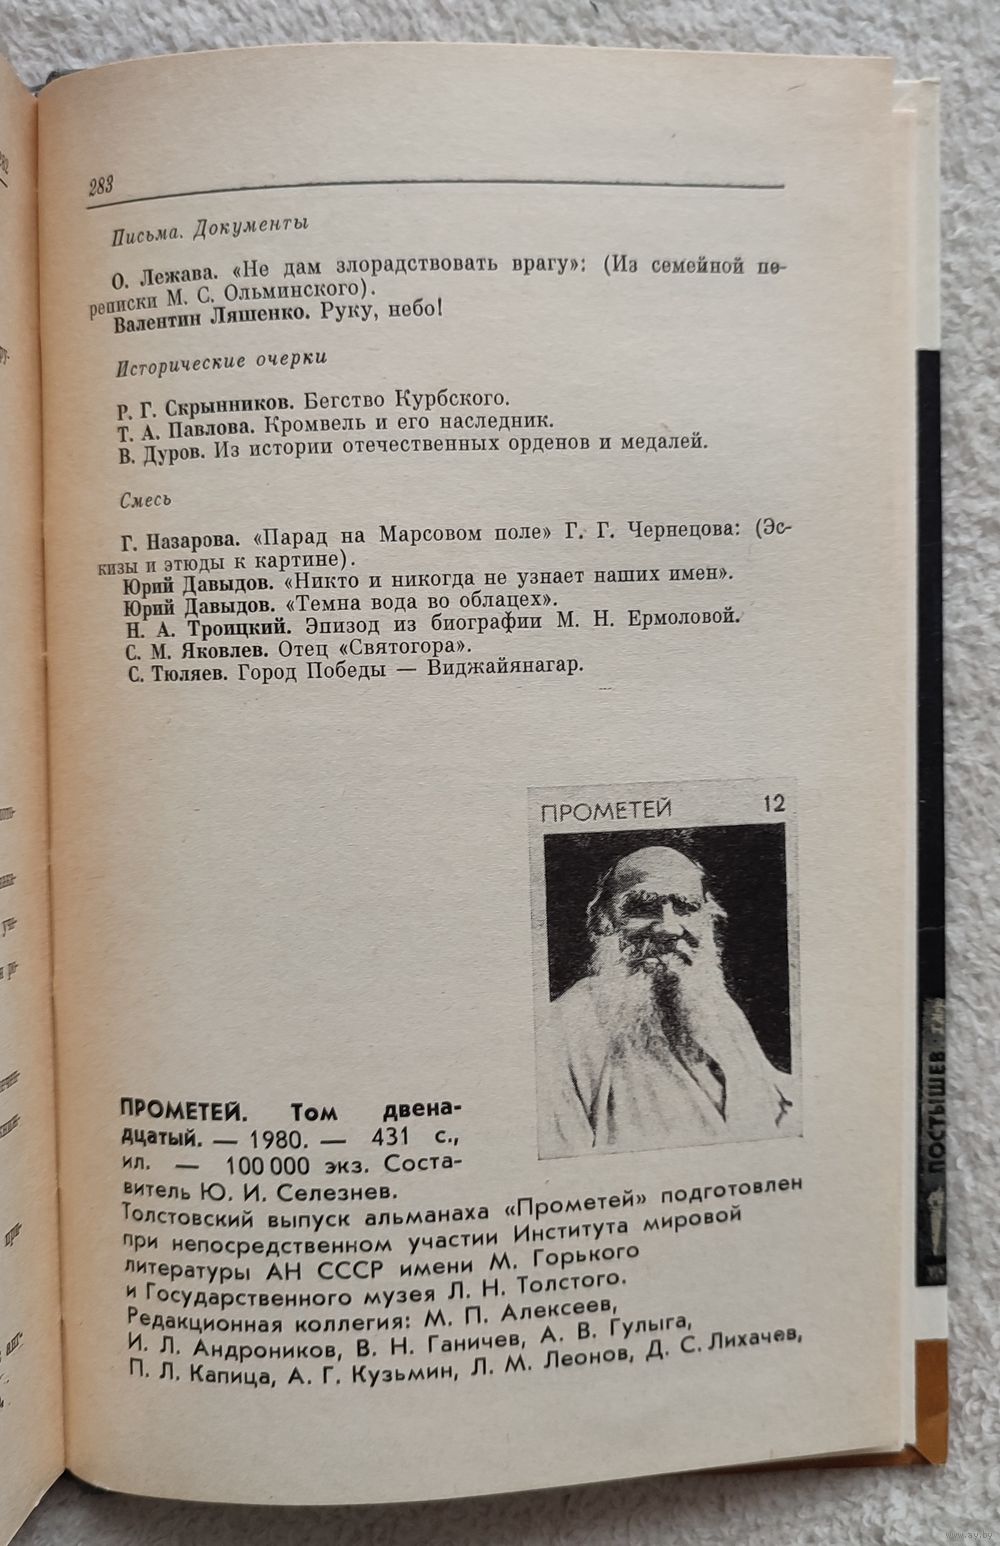 283
Письма. Документы
О. Лежава. «Не дам злорадствовать врагу»: (Из семейной пе-
реписки М. С. Ольминского).
Валентин Ляшенко. Руку, небо!
Исторические очерки
Р. Г. Скрынников. Бегство Курбского.
Т. А. Павлова. Кромвель и его наследник.
В. Дуров. Из истории отечественных орденов и медалей.
Смесь
Г. Назарова. «Парад на Марсовом поле» Г. Г. Чернецова: (Эс-
кизы и этюды к картине).
Юрий Давыдов. «Никто и никогда не узнает наших имен».
Юрий Давыдов. «Темна вода во облацех».
Н. А. Троицкий. Эпизод из биографии М. Н. Ермоловой.
С. М. Яковлев. Отец «Святогора».
С. Тюляев. Город Победы — Виджайянагар.
ПРОМЕТЕЙ 12
ПРОМЕТЕЙ. Том двена-
дцатый. — 1980. — 431 с.,
ил. — 100 000 экз. Соста-
витель Ю. И. Селезнев.
Толстовский выпуск альманаха «Прометей» подготовлен
при непосредственном участии Института мировой
литературы АН СССР имени М. Горького
и Государственного музея Л. Н. Толстого.
Редакционная коллегия: М. П. Алексеев,
И. Л. Андроников, В. Н. Ганичев, А. В. Гулыга,
П. Л. Капица, А. Г. Кузьмин, Л. М. Леонов, Д. С. Лихачев,
ПОСТЫШЕВ
www.ay.by